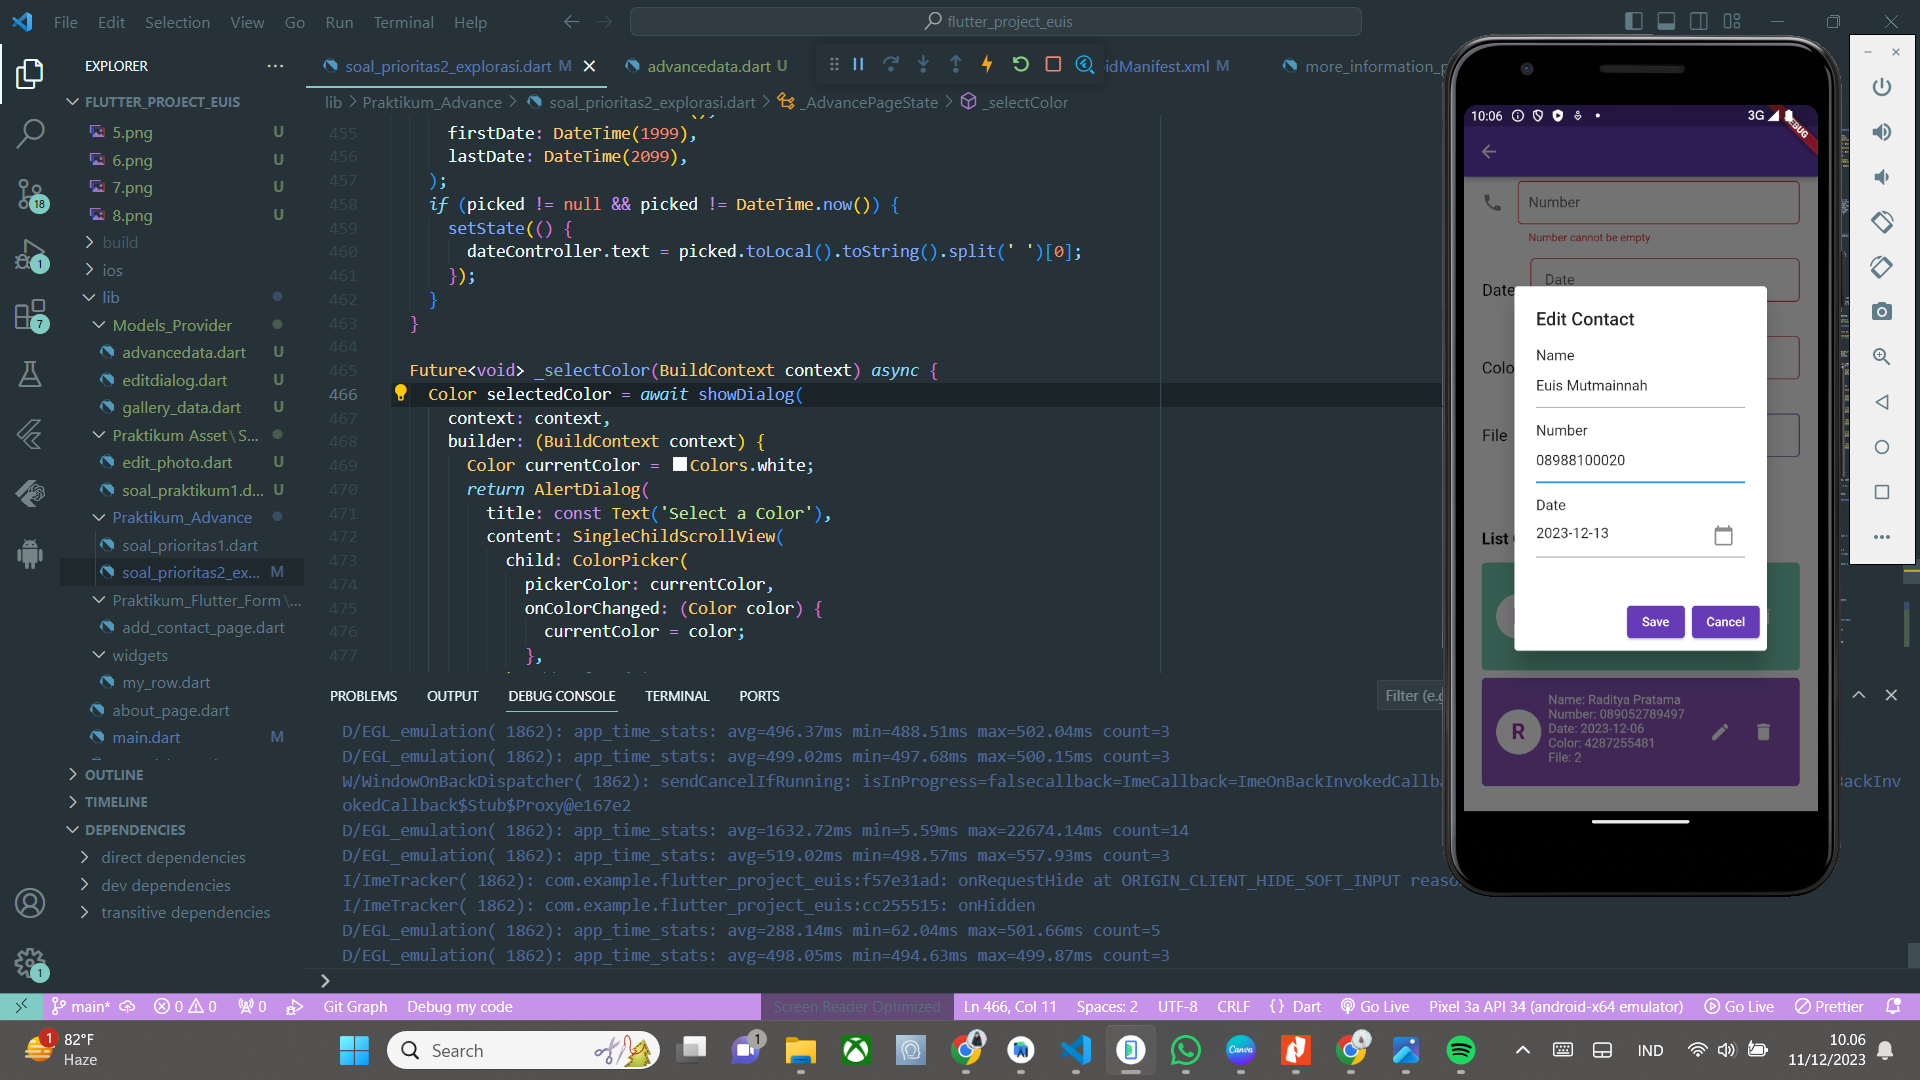 File Edit Selection View Go Run Terminal Help
flutter_project_euis
EXPLORER
FLUTTER_PROJECT_EUIS
5.png U
6.png U
7.png U
8.png U
build
ios
lib
Models_Provider
advancedata.dart U
editdialog.dart U
gallery_data.dart U
Praktikum Asset\S...
edit_photo.dart U
soal_praktikum1.d... U
Praktikum_Advance
soal_prioritas1.dart
soal_prioritas2_ex... M
Praktikum_Flutter_Form\...
add_contact_page.dart
widgets
my_row.dart
about_page.dart
main.dart M
OUTLINE
TIMELINE
DEPENDENCIES
direct dependencies
dev dependencies
transitive dependencies
18
1
7
1
soal_prioritas2_explorasi.dart M
advancedata.dart U
idManifest.xml M
more_information_p
lib > Praktikum_Advance > soal_prioritas2_explorasi.dart > _AdvancePageState > _selectColor
455 firstDate: DateTime(1999),
456 lastDate: DateTime(2099),
457 );
458 if (picked != null && picked != DateTime.now()) {
459 setState(() {
460 dateController.text = picked.toLocal().toString().split(' ')[0];
461 });
462 }
463 }
464
465 Future<void> _selectColor(BuildContext context) async {
466 Color selectedColor = await showDialog(
467 context: context,
468 builder: (BuildContext context) {
469 Color currentColor = Colors.white;
470 return AlertDialog(
471 title: const Text('Select a Color'),
472 content: SingleChildScrollView(
473 child: ColorPicker(
474 pickerColor: currentColor,
475 onColorChanged: (Color color) {
476 currentColor = color;
477 },
PROBLEMS OUTPUT DEBUG CONSOLE TERMINAL PORTS
Filter (e.g
D/EGL_emulation( 1862): app_time_stats: avg=496.37ms min=488.51ms max=502.04ms count=3
D/EGL_emulation( 1862): app_time_stats: avg=499.02ms min=497.68ms max=500.15ms count=3
W/WindowOnBackDispatcher( 1862): sendCancelIfRunning: isInProgress=falsecallback=ImeCallback=ImeOnBackInvokedCallb
BackInv
okedCallback$Stub$Proxy@e167e2
D/EGL_emulation( 1862): app_time_stats: avg=1632.72ms min=5.59ms max=22674.14ms count=14
D/EGL_emulation( 1862): app_time_stats: avg=519.02ms min=498.57ms max=557.93ms count=3
I/ImeTracker( 1862): com.example.flutter_project_euis:f57e31ad: onRequestHide at ORIGIN_CLIENT_HIDE_SOFT_INPUT reaso
I/ImeTracker( 1862): com.example.flutter_project_euis:cc255515: onHidden
D/EGL_emulation( 1862): app_time_stats: avg=288.14ms min=62.04ms max=501.66ms count=5
D/EGL_emulation( 1862): app_time_stats: avg=498.05ms min=494.63ms max=499.87ms count=3
10:06
3G
Number
Number cannot be empty
Date
Date
Colo
File
List
Edit Contact
Name
Euis Mutmainnah
Number
08988100020
Date
2023-12-13
Save Cancel
R
Name: Raditya Pratama
Number: 089052789497
Date: 2023-12-06
Color: 4287255481
File: 2
main* 0 0 0 Git Graph Debug my code
Screen Reader Optimized Ln 466, Col 11 Spaces: 2 UTF-8 CRLF {} Dart Go Live Pixel 3a API 34 (android-x64 emulator) Go Live Prettier
1
82°F
Haze
Search
1
Canva
IND
10.06
11/12/2023